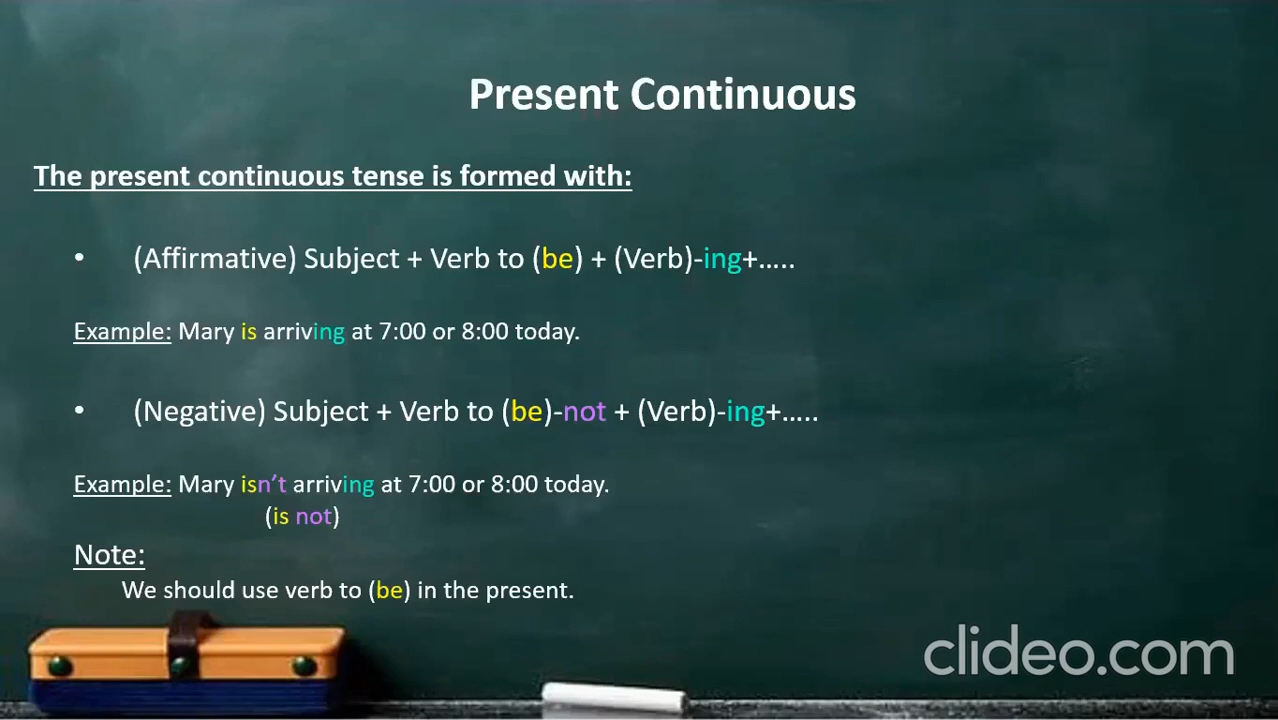 Present Continuous
The present continuous tense is formed with:
• (Affirmative) Subject + Verb to (be) + (Verb)-ing+.....
Example: Mary is arriving at 7:00 or 8:00 today.
• (Negative) Subject + Verb to (be)-not + (Verb)-ing+.....
Example: Mary isn’t arriving at 7:00 or 8:00 today.
(is not)
Note:
We should use verb to (be) in the present.
clideo.com